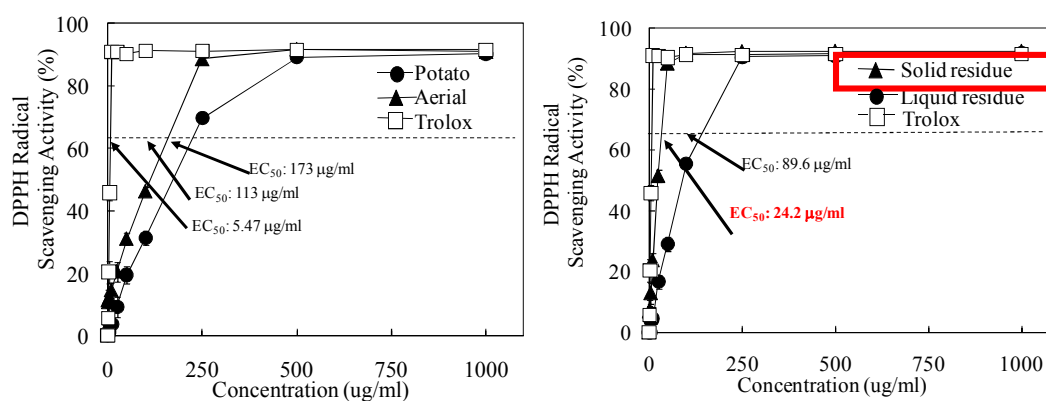 DPPH Radical
Scavenging Activity (%)
100
80
60
40
20
0
Potato
Aerial
Trolox
EC50: 173 μg/ml
EC50: 113 μg/ml
EC50: 5.47 μg/ml
0
250
500
750
1000
Concentration (ug/ml)
DPPH Radical
Scavenging Activity (%)
100
80
60
40
20
0
Solid residue
Liquid residue
Trolox
EC50: 89.6 μg/ml
EC50: 24.2 μg/ml
0
250
500
750
1000
Concentration (ug/ml)